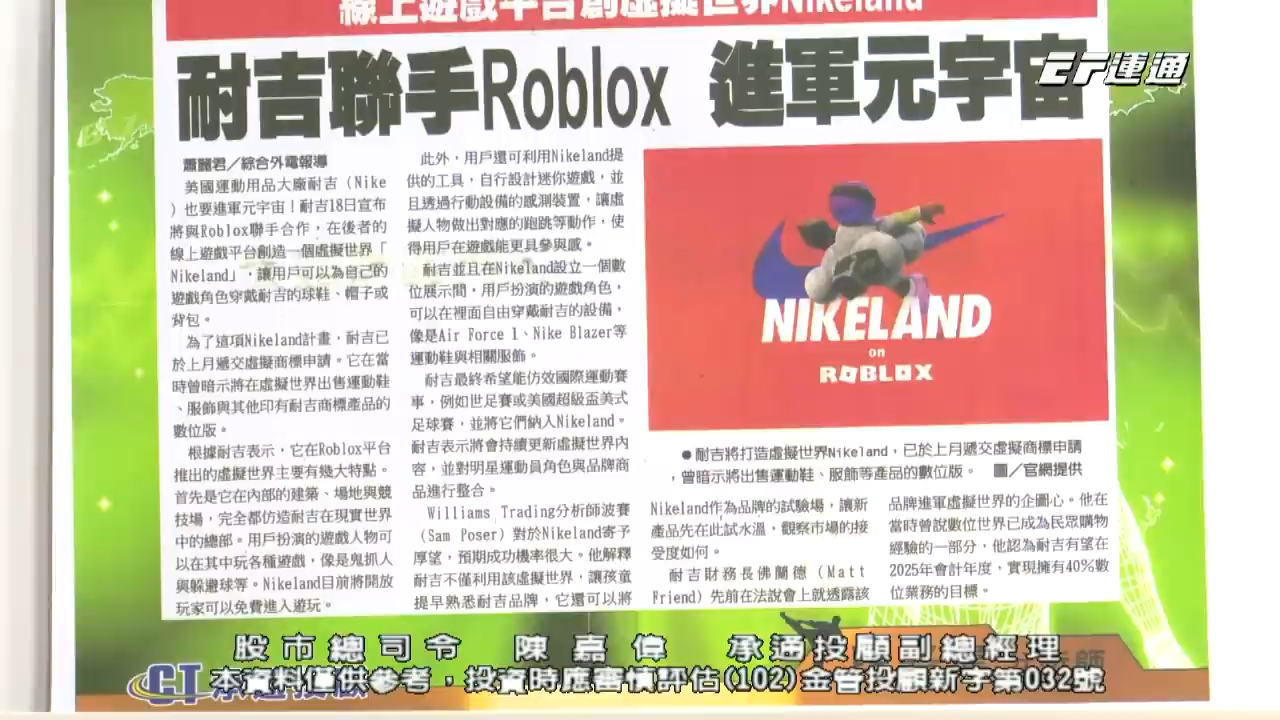 線上遊戲平台創虛擬世界Nikeland
耐吉聯手Roblox 進軍元宇宙
EF運通
蕭麗君／綜合外電報導
美國運動用品大廠耐吉（Nike
）也要進軍元宇宙！耐吉18日宣布
將與Roblox聯手合作，在後者的
線上遊戲平台創造一個虛擬世界「
Nikeland」，讓用戶可以為自己的
遊戲角色穿戴耐吉的球鞋、帽子或
背包。
為了這項Nikeland計畫，耐吉已
於上月遞交虛擬商標申請。它在當
時曾暗示將在虛擬世界出售運動鞋
、服飾與其他印有耐吉商標產品的
數位版。
根據耐吉表示，它在Roblox平台
推出的虛擬世界主要有幾大特點。
首先是它在內部的建築、場地與競
技場，完全都仿造耐吉在現實世界
中的總部。用戶扮演的遊戲人物可
以在其中玩各種遊戲，像是鬼抓人
與躲避球等。Nikeland目前將開放
玩家可以免費進入遊玩。
此外，用戶還可利用Nikeland提
供的工具，自行設計迷你遊戲，並
且透過行動設備的感測裝置，讓虛
擬人物做出對應的跑跳等動作，使
得用戶在遊戲能更具參與感。
耐吉並且在Nikeland設立一個數
位展示間，用戶扮演的遊戲角色，
可以在裡面自由穿戴耐吉的設備，
像是Air Force 1、Nike Blazer等
運動鞋與相關服飾。
耐吉最終希望能仿效國際運動賽
事，例如世足賽或美國超級盃美式
足球賽，並將它們納入Nikeland。
耐吉表示將會持續更新虛擬世界內
容，並對明星運動員角色與品牌商
品進行整合。
Williams Trading分析師波賽
（Sam Poser）對於Nikeland寄予
厚望，預期成功機率很大。他解釋
耐吉不僅利用該虛擬世界，讓孩童
提早熟悉耐吉品牌，它還可以將
NIKELAND
on
ROBLOX
●耐吉將打造虛擬世界Nikeland，已於上月遞交虛擬商標申請
，曾暗示將出售運動鞋、服飾等產品的數位版。 圖／官網提供
Nikeland作為品牌的試驗場，讓新
產品先在此試水溫，觀察市場的接
受度如何。
耐吉財務長佛蘭德（Matt
Friend）先前在法說會上就透露該
品牌進軍虛擬世界的企圖心。他在
當時曾說數位世界已成為民眾購物
經驗的一部分，他認為耐吉有望在
2025年會計年度，實現擁有40%數
位業務的目標。
股市總司令 陳嘉偉 承通投顧副總經理
本資料僅供參考，投資時應審慎評估(102)金管投顧新字第032號